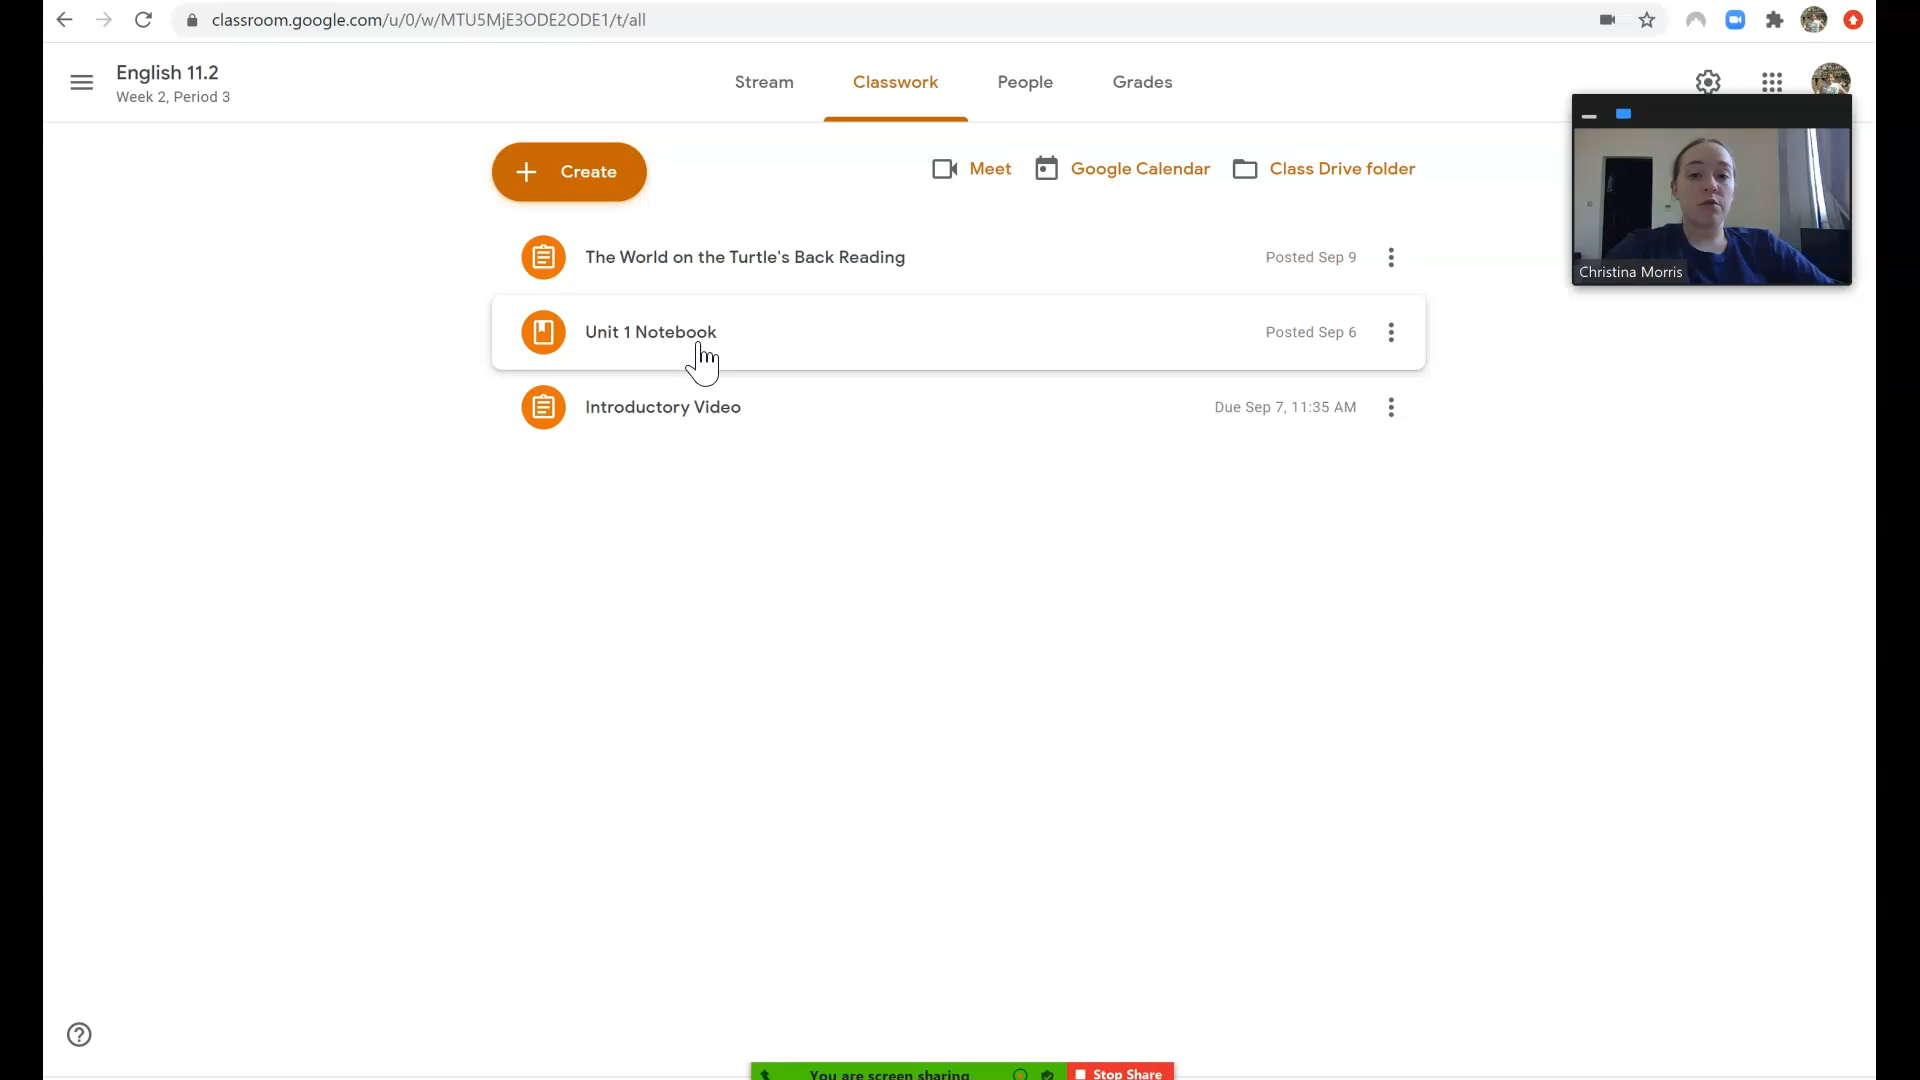 classroom.google.com/u/0/w/MTU5MjE3ODE2ODE1/t/all
English 11.2
Week 2, Period 3
Stream
Classwork
People
Grades
Create
Meet
Google Calendar
Class Drive folder
The World on the Turtle's Back Reading
Posted Sep 9
Unit 1 Notebook
Posted Sep 6
Introductory Video
Due Sep 7, 11:35 AM
Christina Morris
You are screen sharing
Stop Share